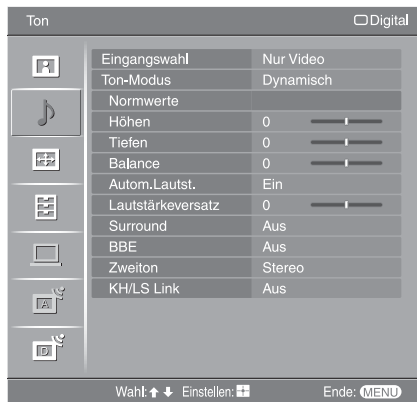 Ton Digital
Eingangswahl Nur Video
Ton-Modus Dynamisch
Normwerte
Höhen 0
Tiefen 0
Balance 0
Autom.Lautst. Ein
Lautstärkeversatz 0
Surround Aus
BBE Aus
Zweiton Stereo
KH/LS Link Aus
A
D
Wahl: Einstellen: Ende: MENU